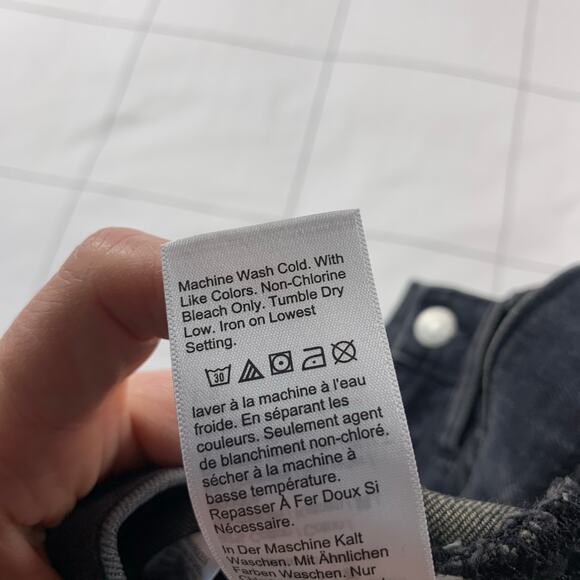 Machine Wash Cold. With
Like Colors. Non-Chlorine
Bleach Only. Tumble Dry
Low. Iron on Lowest
Setting.
30
laver à la machine à l'eau
froide. En séparant les
couleurs. Seulement agent
de blanchiment non-chloré.
sécher à la machine à
basse température.
Repasser À Fer Doux Si
Nécessaire.
In Der Maschine Kalt
Waschen. Mit Ähnlichen
Farben Waschen. Nur